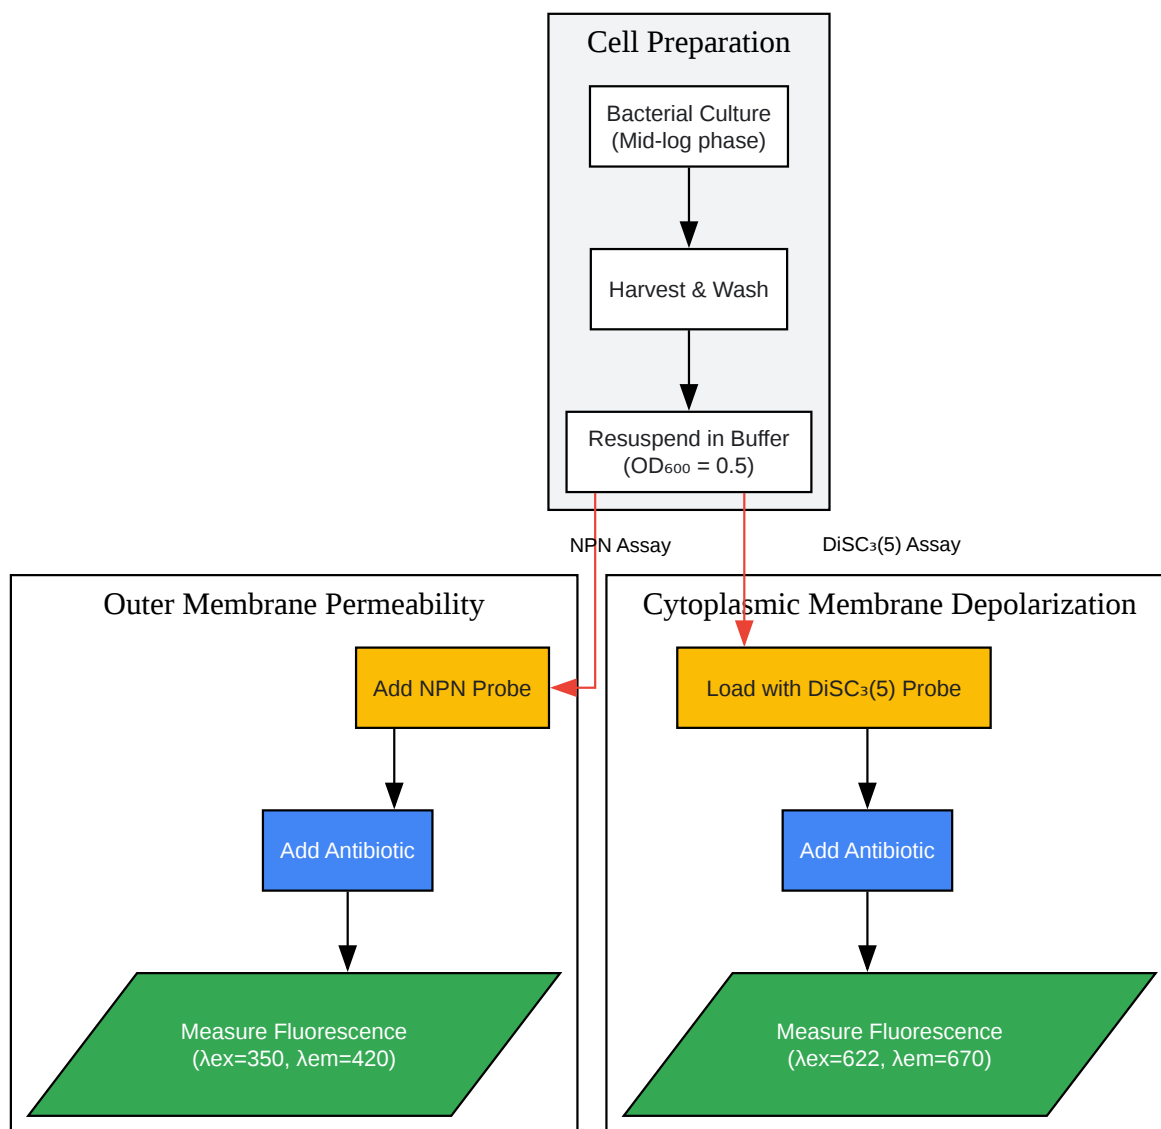 Cell Preparation
Bacterial Culture
(Mid-log phase)
Harvest & Wash
Resuspend in Buffer
(OD₆₀₀ = 0.5)
NPN Assay
DiSC₃(5) Assay
Outer Membrane Permeability
Add NPN Probe
Add Antibiotic
Measure Fluorescence
(λex=350, λem=420)
Cytoplasmic Membrane Depolarization
Load with DiSC₃(5) Probe
Add Antibiotic
Measure Fluorescence
(λex=622, λem=670)